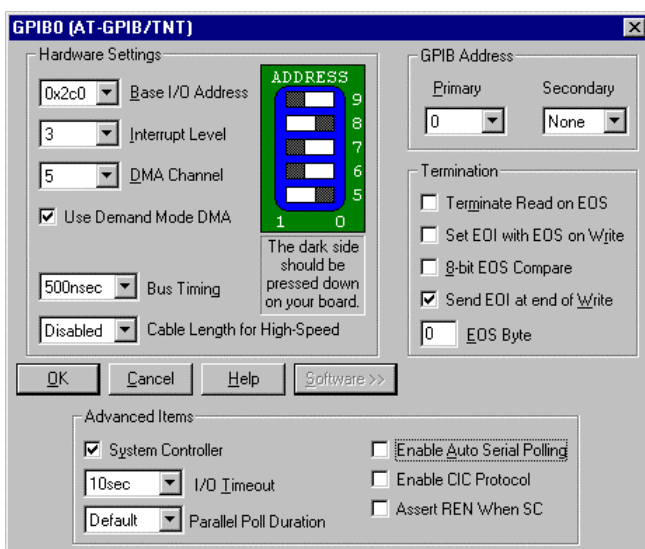 GPIB0 (AT-GPIB/TNT)
Hardware Settings
0x2c0 Base I/O Address
3 Interrupt Level
5 DMA Channel
Use Demand Mode DMA
500nsec Bus Timing
Disabled Cable Length for High-Speed
ADDRESS
9
8
7
6
5
1 0
The dark side
should be
pressed down
on your board.
GPIB Address
Primary Secondary
0 None
Termination
Terminate Read on EOS
Set EOI with EOS on Write
8-bit EOS Compare
Send EOI at end of Write
0 EOS Byte
OK Cancel Help Software >>
Advanced Items
System Controller
10sec I/O Timeout
Default Parallel Poll Duration
Enable Auto Serial Polling
Enable CIC Protocol
Assert REN When SC